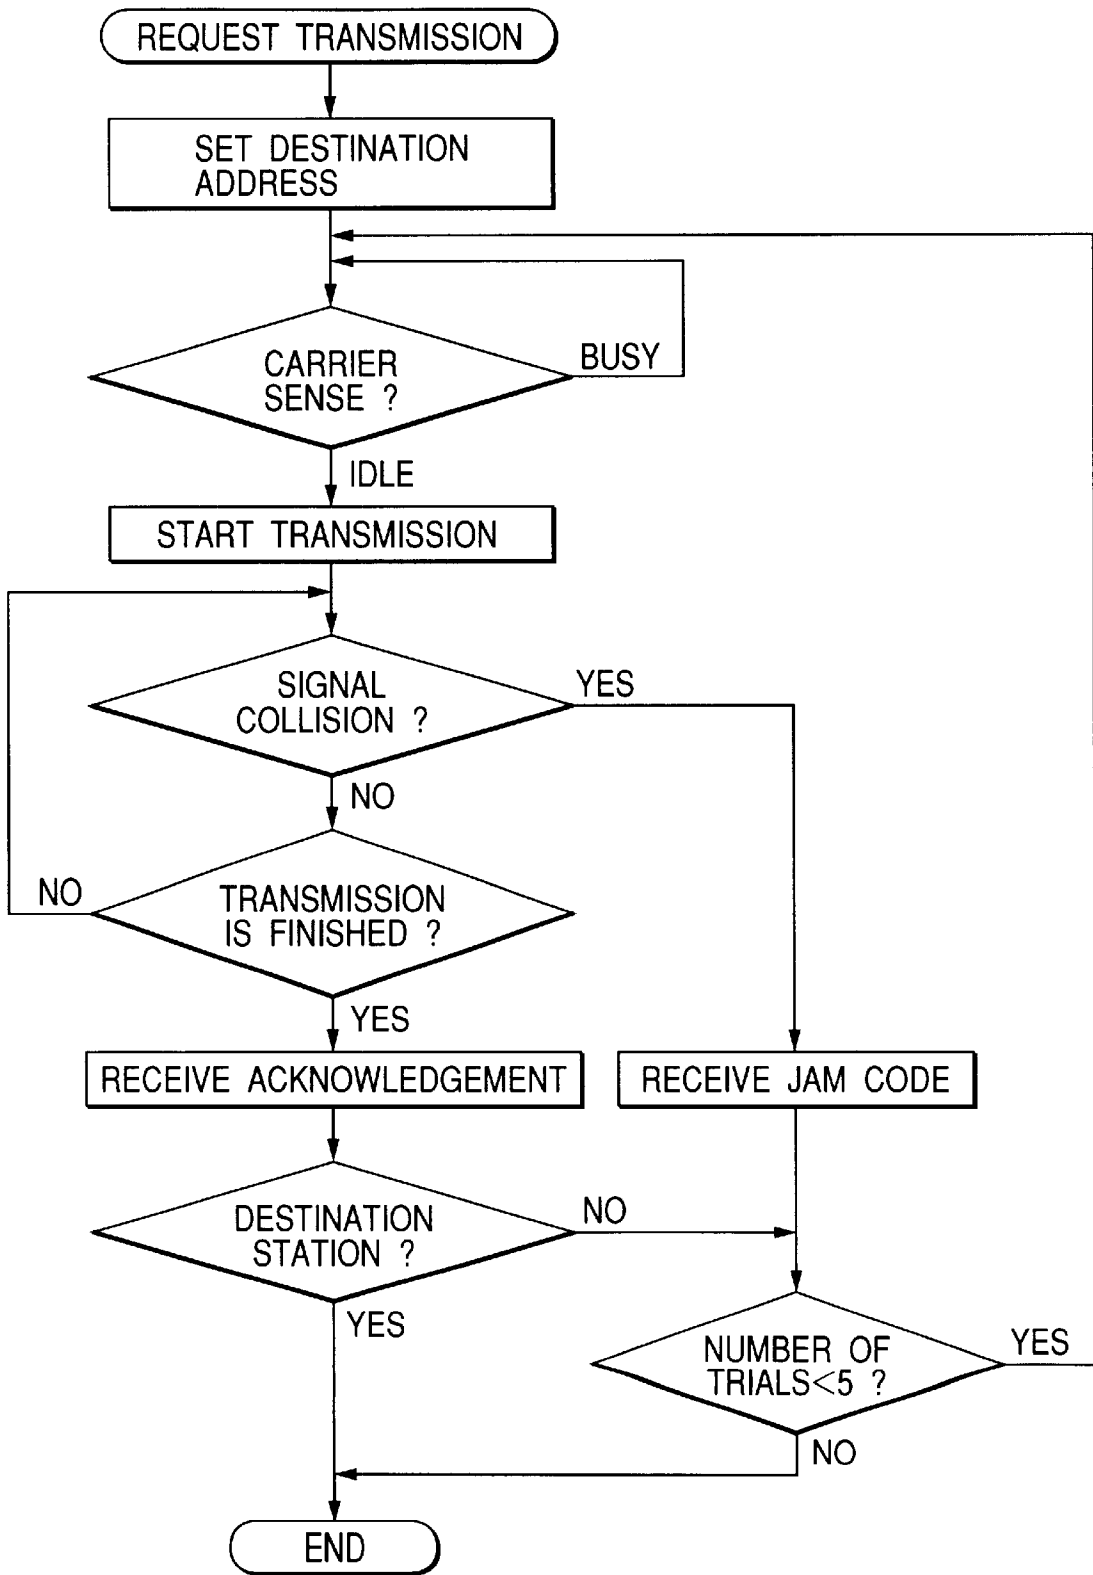 REQUEST TRANSMISSION
SET DESTINATION
ADDRESS
CARRIER
SENSE ?
BUSY
IDLE
START TRANSMISSION
SIGNAL
COLLISION ?
YES
NO
TRANSMISSION
IS FINISHED ?
NO
YES
RECEIVE ACKNOWLEDGEMENT
RECEIVE JAM CODE
DESTINATION
STATION ?
NO
YES
NUMBER OF
TRIALS<5 ?
YES
NO
END